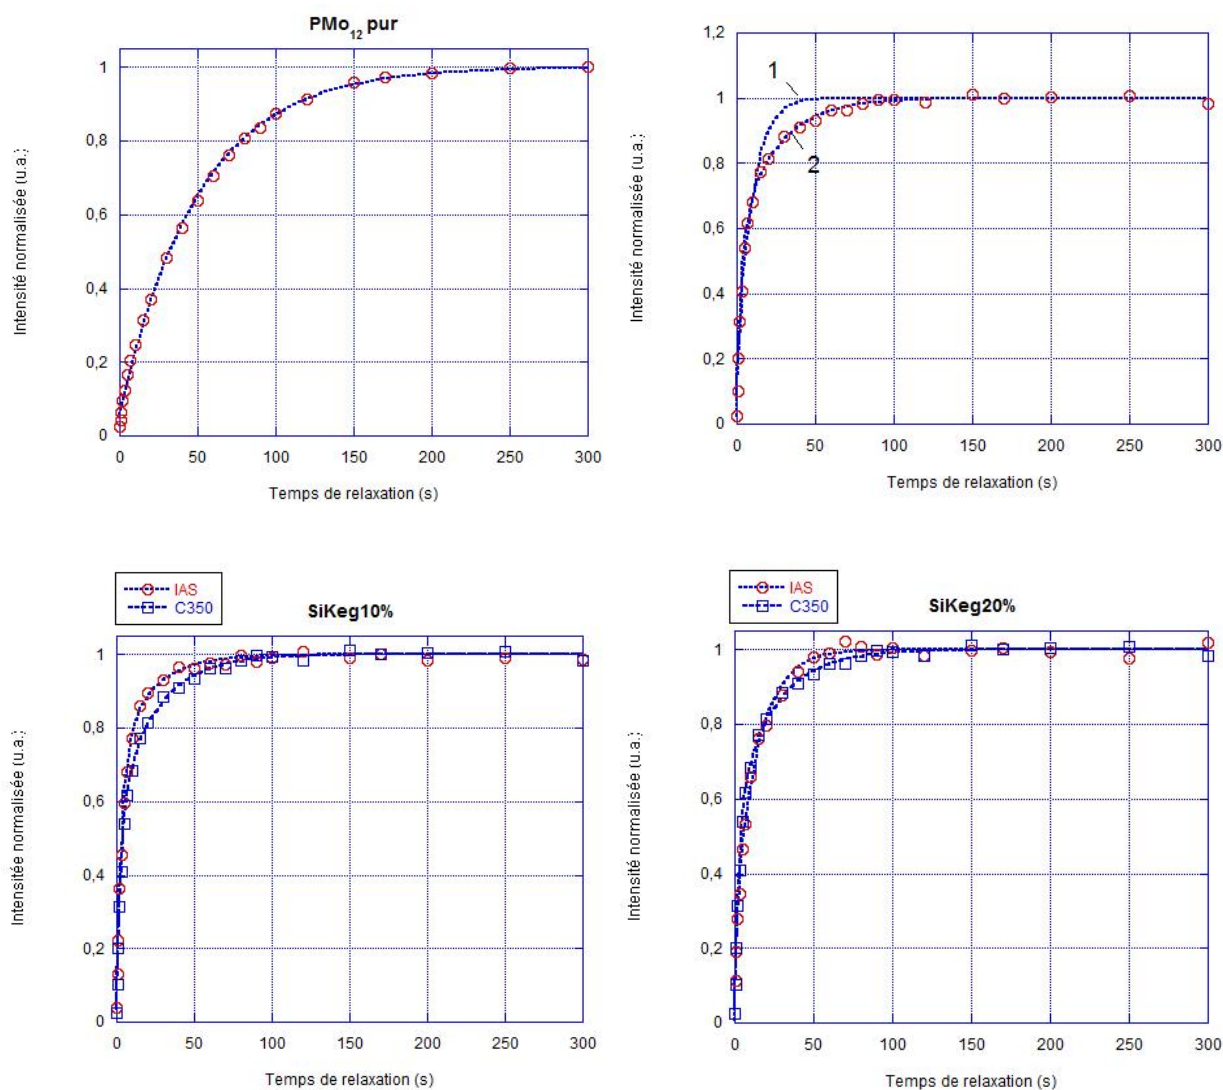 PMo12 pur
Intensité normalisée (u.a.)
1
0,8
0,6
0,4
0,2
0
0 50 100 150 200 250 300
Temps de relaxation (s)
1,2
1
0,8
0,6
0,4
0,2
0
1
2
Intensité normalisée (u.a.)
0 50 100 150 200 250 300
Temps de relaxation (s)
IAS
C350
SiKeg10%
Intensitée normalisée (u.a.)
1
0,8
0,6
0,4
0,2
0
0 50 100 150 200 250 300
Temps de relaxation (s)
IAS
C350
SiKeg20%
Intensité normalisée (u.a.)
1
0,8
0,6
0,4
0,2
0
0 50 100 150 200 250 300
Temps de relaxation (s)